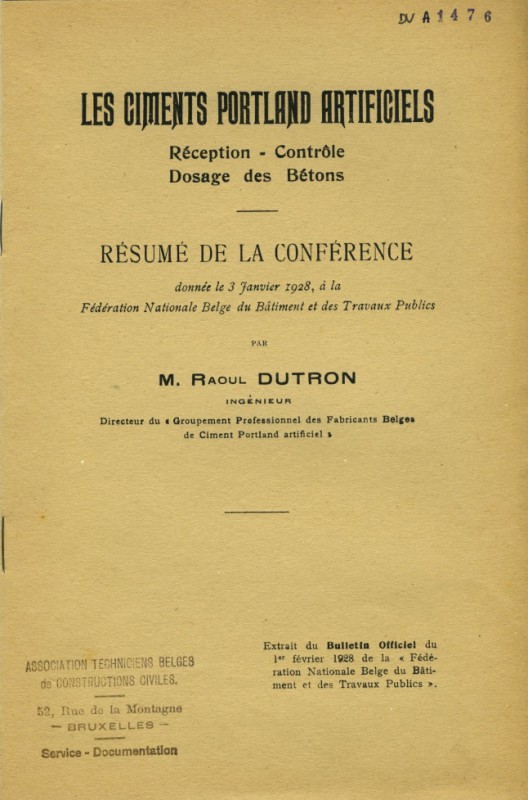 DV A 1476
LES CIMENTS PORTLAND ARTIFICIELS
Réception - Contrôle
Dosage des Bétons
RÉSUMÉ DE LA CONFÉRENCE
donnée le 3 Janvier 1928, à la
Fédération Nationale Belge du Bâtiment et des Travaux Publics
PAR
M. RAOUL DUTRON
INGÉNIEUR
Directeur du « Groupement Professionnel des Fabricants Belges
de Ciment Portland artificiel »
Extrait du Bulletin Officiel du
1er février 1928 de la « Fédé-
ration Nationale Belge du Bâti-
ment et des Travaux Publics ».
ASSOCIATION TECHNICIENS BELGES
de CONSTRUCTIONS CIVILES.
52, Rue de la Montagne
— BRUXELLES —
Service - Documentation